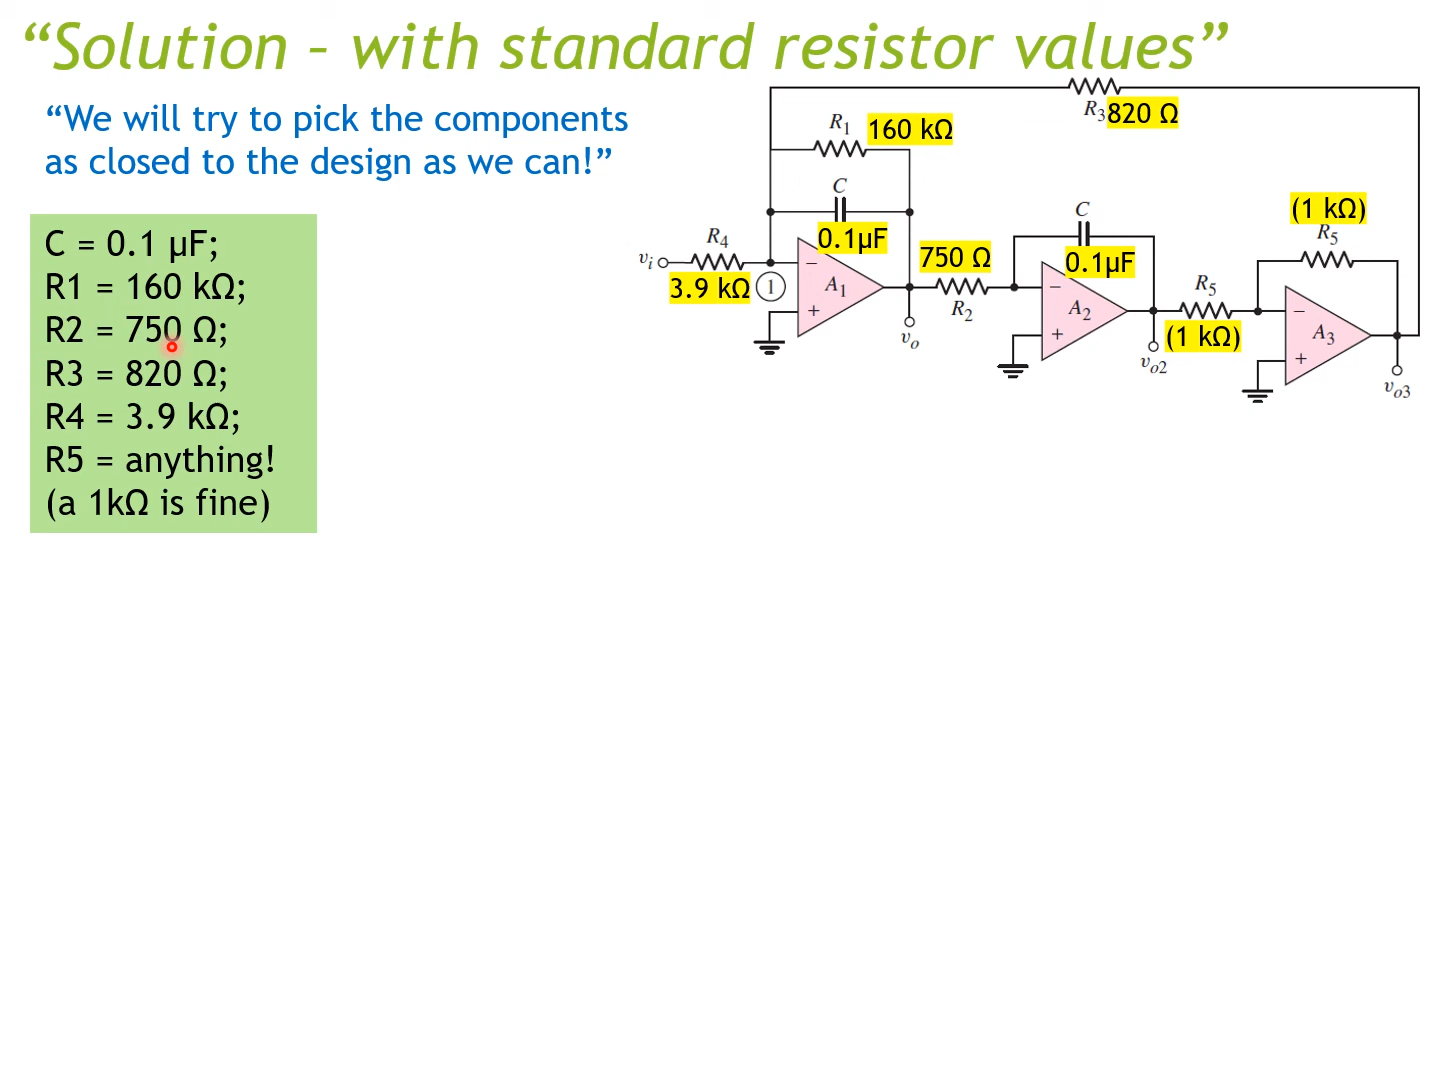 “Solution – with standard resistor values”
“We will try to pick the components
as closed to the design as we can!”
C = 0.1 μF;
R1 = 160 kΩ;
R2 = 750 Ω;
R3 = 820 Ω;
R4 = 3.9 kΩ;
R5 = anything!
(a 1kΩ is fine)
R3 820 Ω
R1 160 kΩ
C
0.1μF
R4
vi
3.9 kΩ
1
−
+
A1
vo
750 Ω
R2
C
0.1μF
−
+
A2
vo2
R5
(1 kΩ)
(1 kΩ)
R5
−
+
A3
vo3